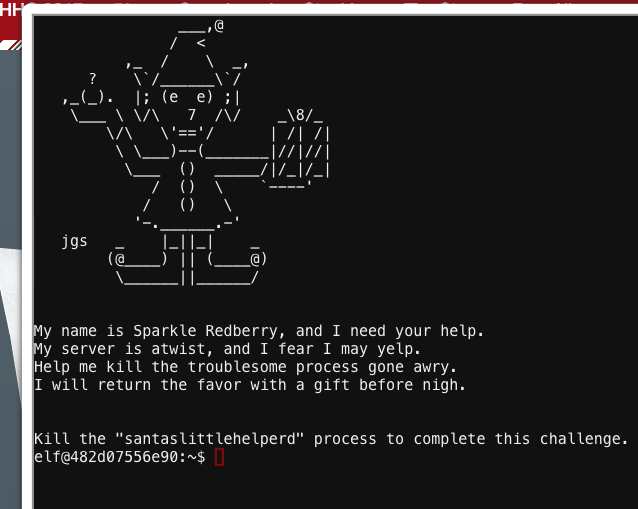 jgs
My name is Sparkle Redberry, and I need your help.
My server is atwist, and I fear I may yelp.
Help me kill the troublesome process gone awry.
I will return the favor with a gift before nigh.
Kill the "santaslittlehelperd" process to complete this challenge.
elf@482d07556e90:~$